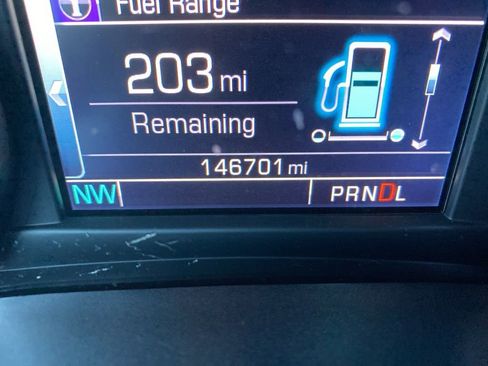 Fuel Range
203 mi
Remaining
146701 mi
NW PRNDL